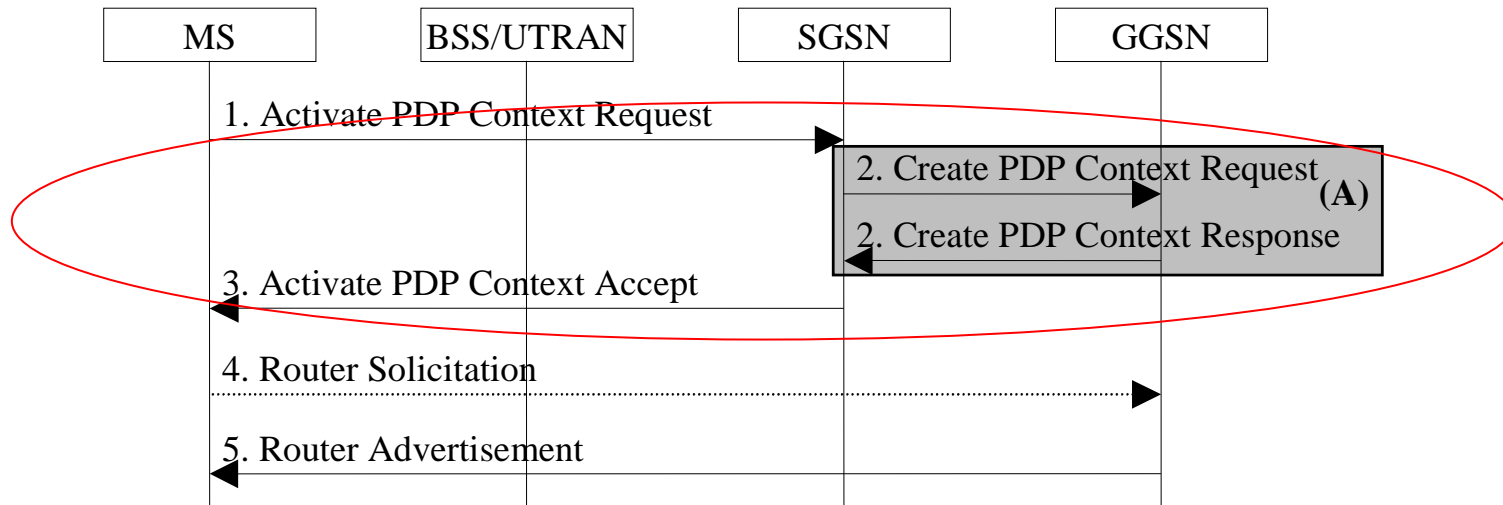 MS BSS/UTRAN SGSN GGSN
1. Activate PDP Context Request
2. Create PDP Context Request
(A)
2. Create PDP Context Response
3. Activate PDP Context Accept
4. Router Solicitation
5. Router Advertisement